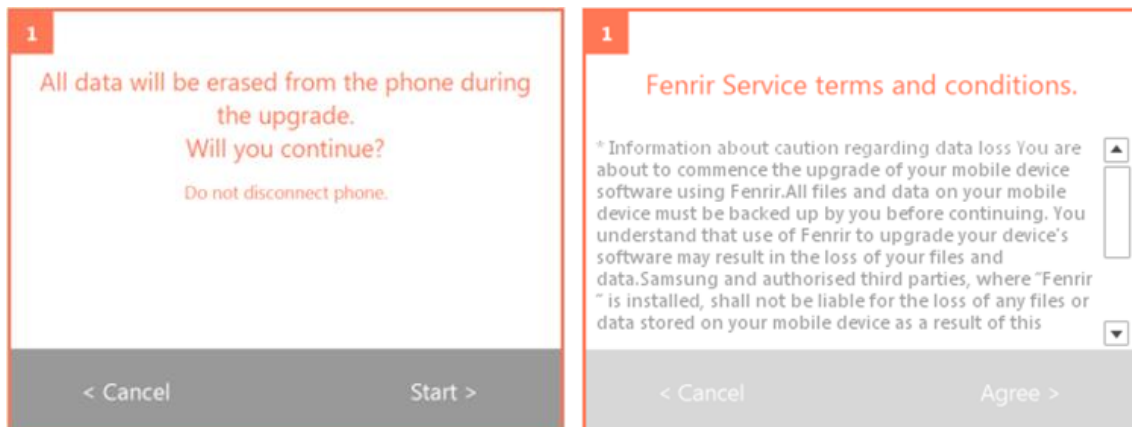 1
All data will be erased from the phone during
the upgrade.
Will you continue?
Do not disconnect phone.
< Cancel
Start >
1
Fenrir Service terms and conditions.
* Information about caution regarding data loss You are
about to commence the upgrade of your mobile device
software using Fenrir.All files and data on your mobile
device must be backed up by you before continuing. You
understand that use of Fenrir to upgrade your device's
software may result in the loss of your files and
data.Samsung and authorised third parties, where "Fenrir
" is installed, shall not be liable for the loss of any files or
data stored on your mobile device as a result of this
< Cancel
Agree >